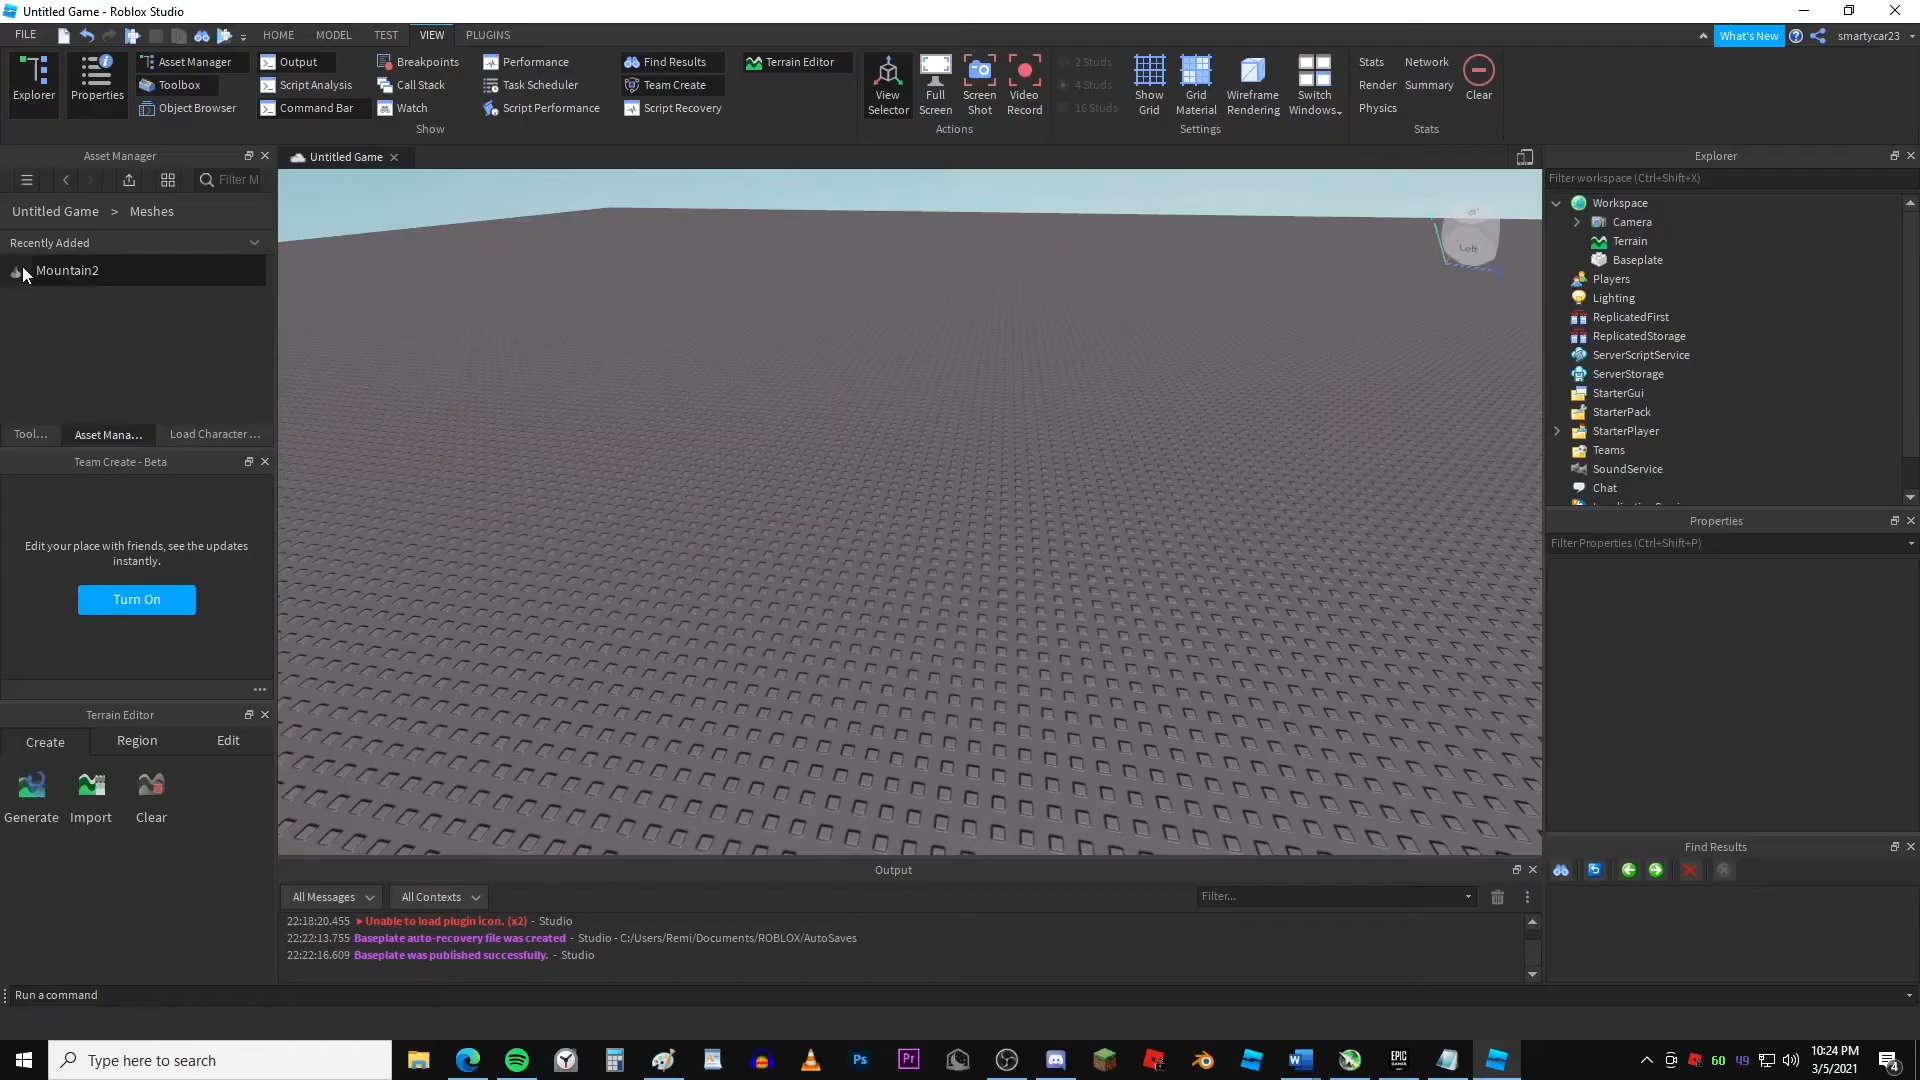 Untitled Game - Roblox Studio
FILE
HOME
MODEL
TEST
VIEW
PLUGINS
What's New
smartycar23
Explorer
Properties
Asset Manager
Toolbox
Object Browser
Output
Script Analysis
Command Bar
Breakpoints
Call Stack
Watch
Performance
Task Scheduler
Script Performance
Find Results
Team Create
Script Recovery
Terrain Editor
Show
View Selector
Full Screen
Screen Shot
Video Record
Actions
2 Studs
4 Studs
16 Studs
Show Grid
Grid Material
Wireframe Rendering
Switch Windows
Settings
Stats
Network
Render
Summary
Physics
Clear
Stats
Asset Manager
Filter M
Untitled Game > Meshes
Recently Added
Mountain2
Tool...
Asset Mana...
Load Character ...
Team Create - Beta
Edit your place with friends, see the updates
instantly.
Turn On
Terrain Editor
Create
Region
Edit
Generate
Import
Clear
Untitled Game
Left
Output
All Messages
All Contexts
Filter...
22:18:20.455 Unable to load plugin icon. (x2) - Studio
22:22:13.755 Baseplate auto-recovery file was created - Studio - C:/Users/Remi/Documents/ROBLOX/AutoSaves
22:22:16.609 Baseplate was published successfully. - Studio
Run a command
Explorer
Filter workspace (Ctrl+Shift+X)
Workspace
Camera
Terrain
Baseplate
Players
Lighting
ReplicatedFirst
ReplicatedStorage
ServerScriptService
ServerStorage
StarterGui
StarterPack
StarterPlayer
Teams
SoundService
Chat
Properties
Filter Properties (Ctrl+Shift+P)
Find Results
Type here to search
Ps
Pr
EPIC
GAMES
60
49
10:24 PM
3/5/2021
4